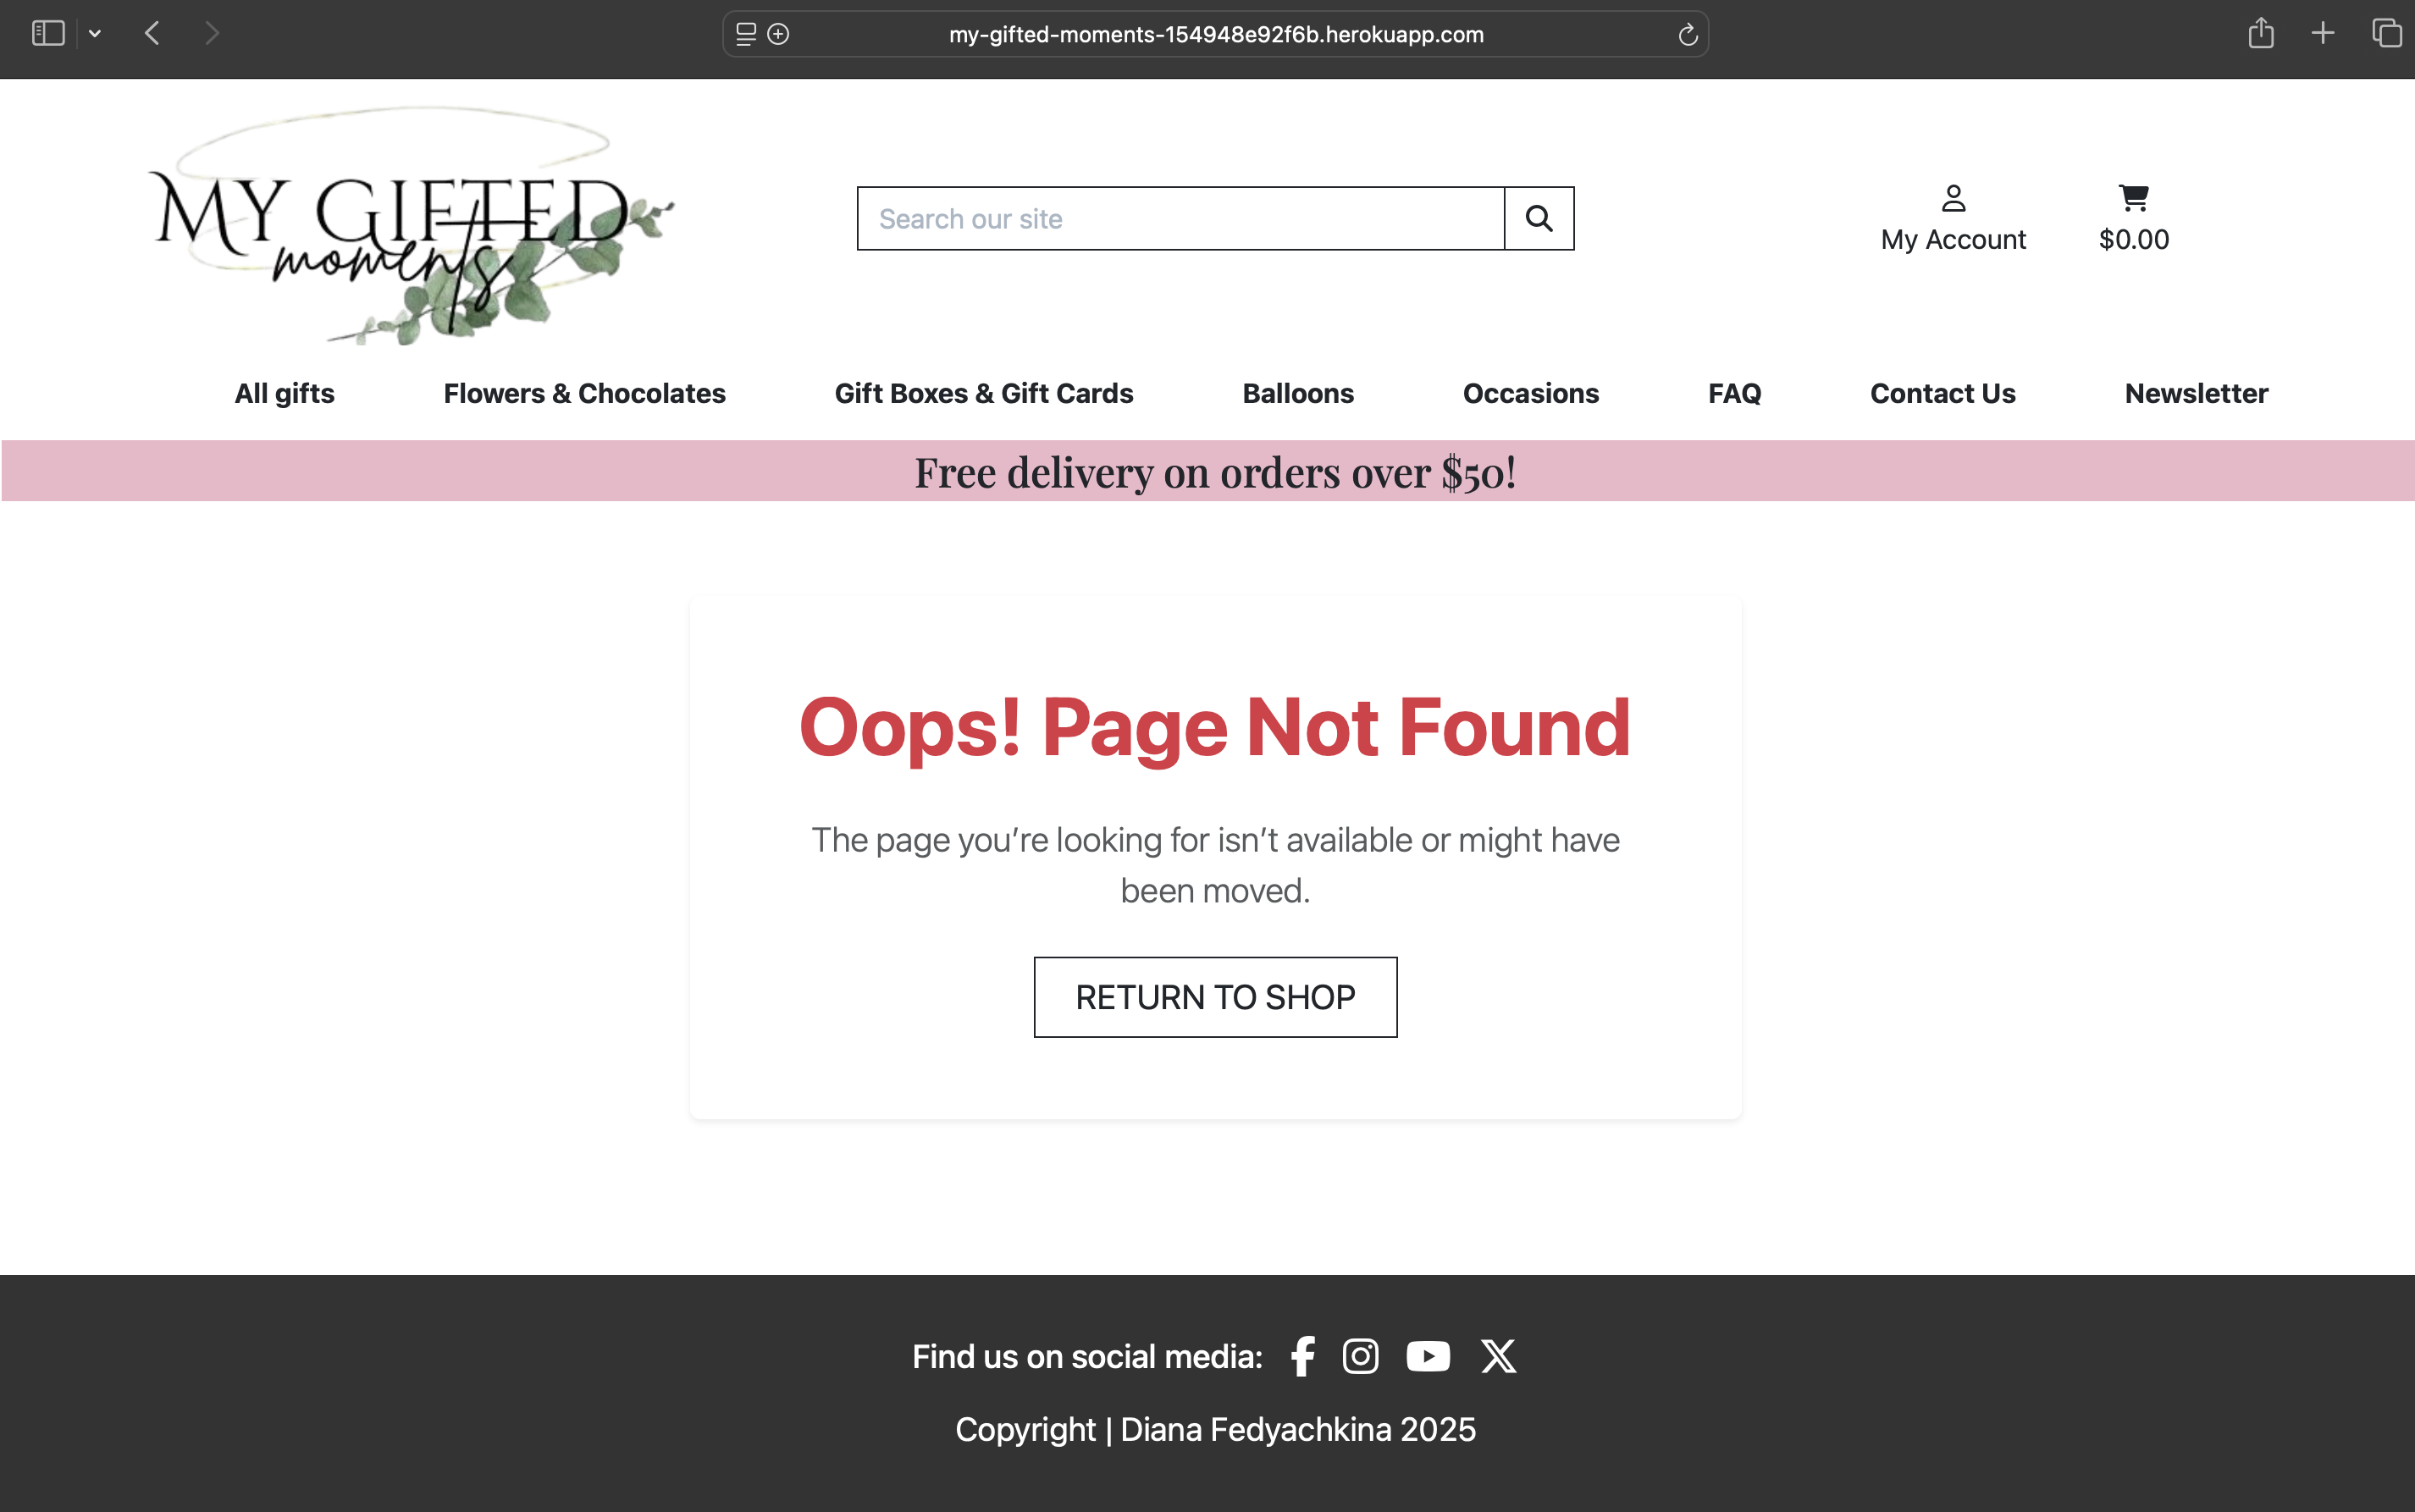 my-gifted-moments-154948e92f6b.herokuapp.com
MY GIFTED
moments
Search our site
My Account
$0.00
All gifts Flowers & Chocolates Gift Boxes & Gift Cards Balloons Occasions FAQ Contact Us Newsletter
Free delivery on orders over $50!
Oops! Page Not Found
The page you’re looking for isn’t available or might have
been moved.
RETURN TO SHOP
Find us on social media:
Copyright | Diana Fedyachkina 2025